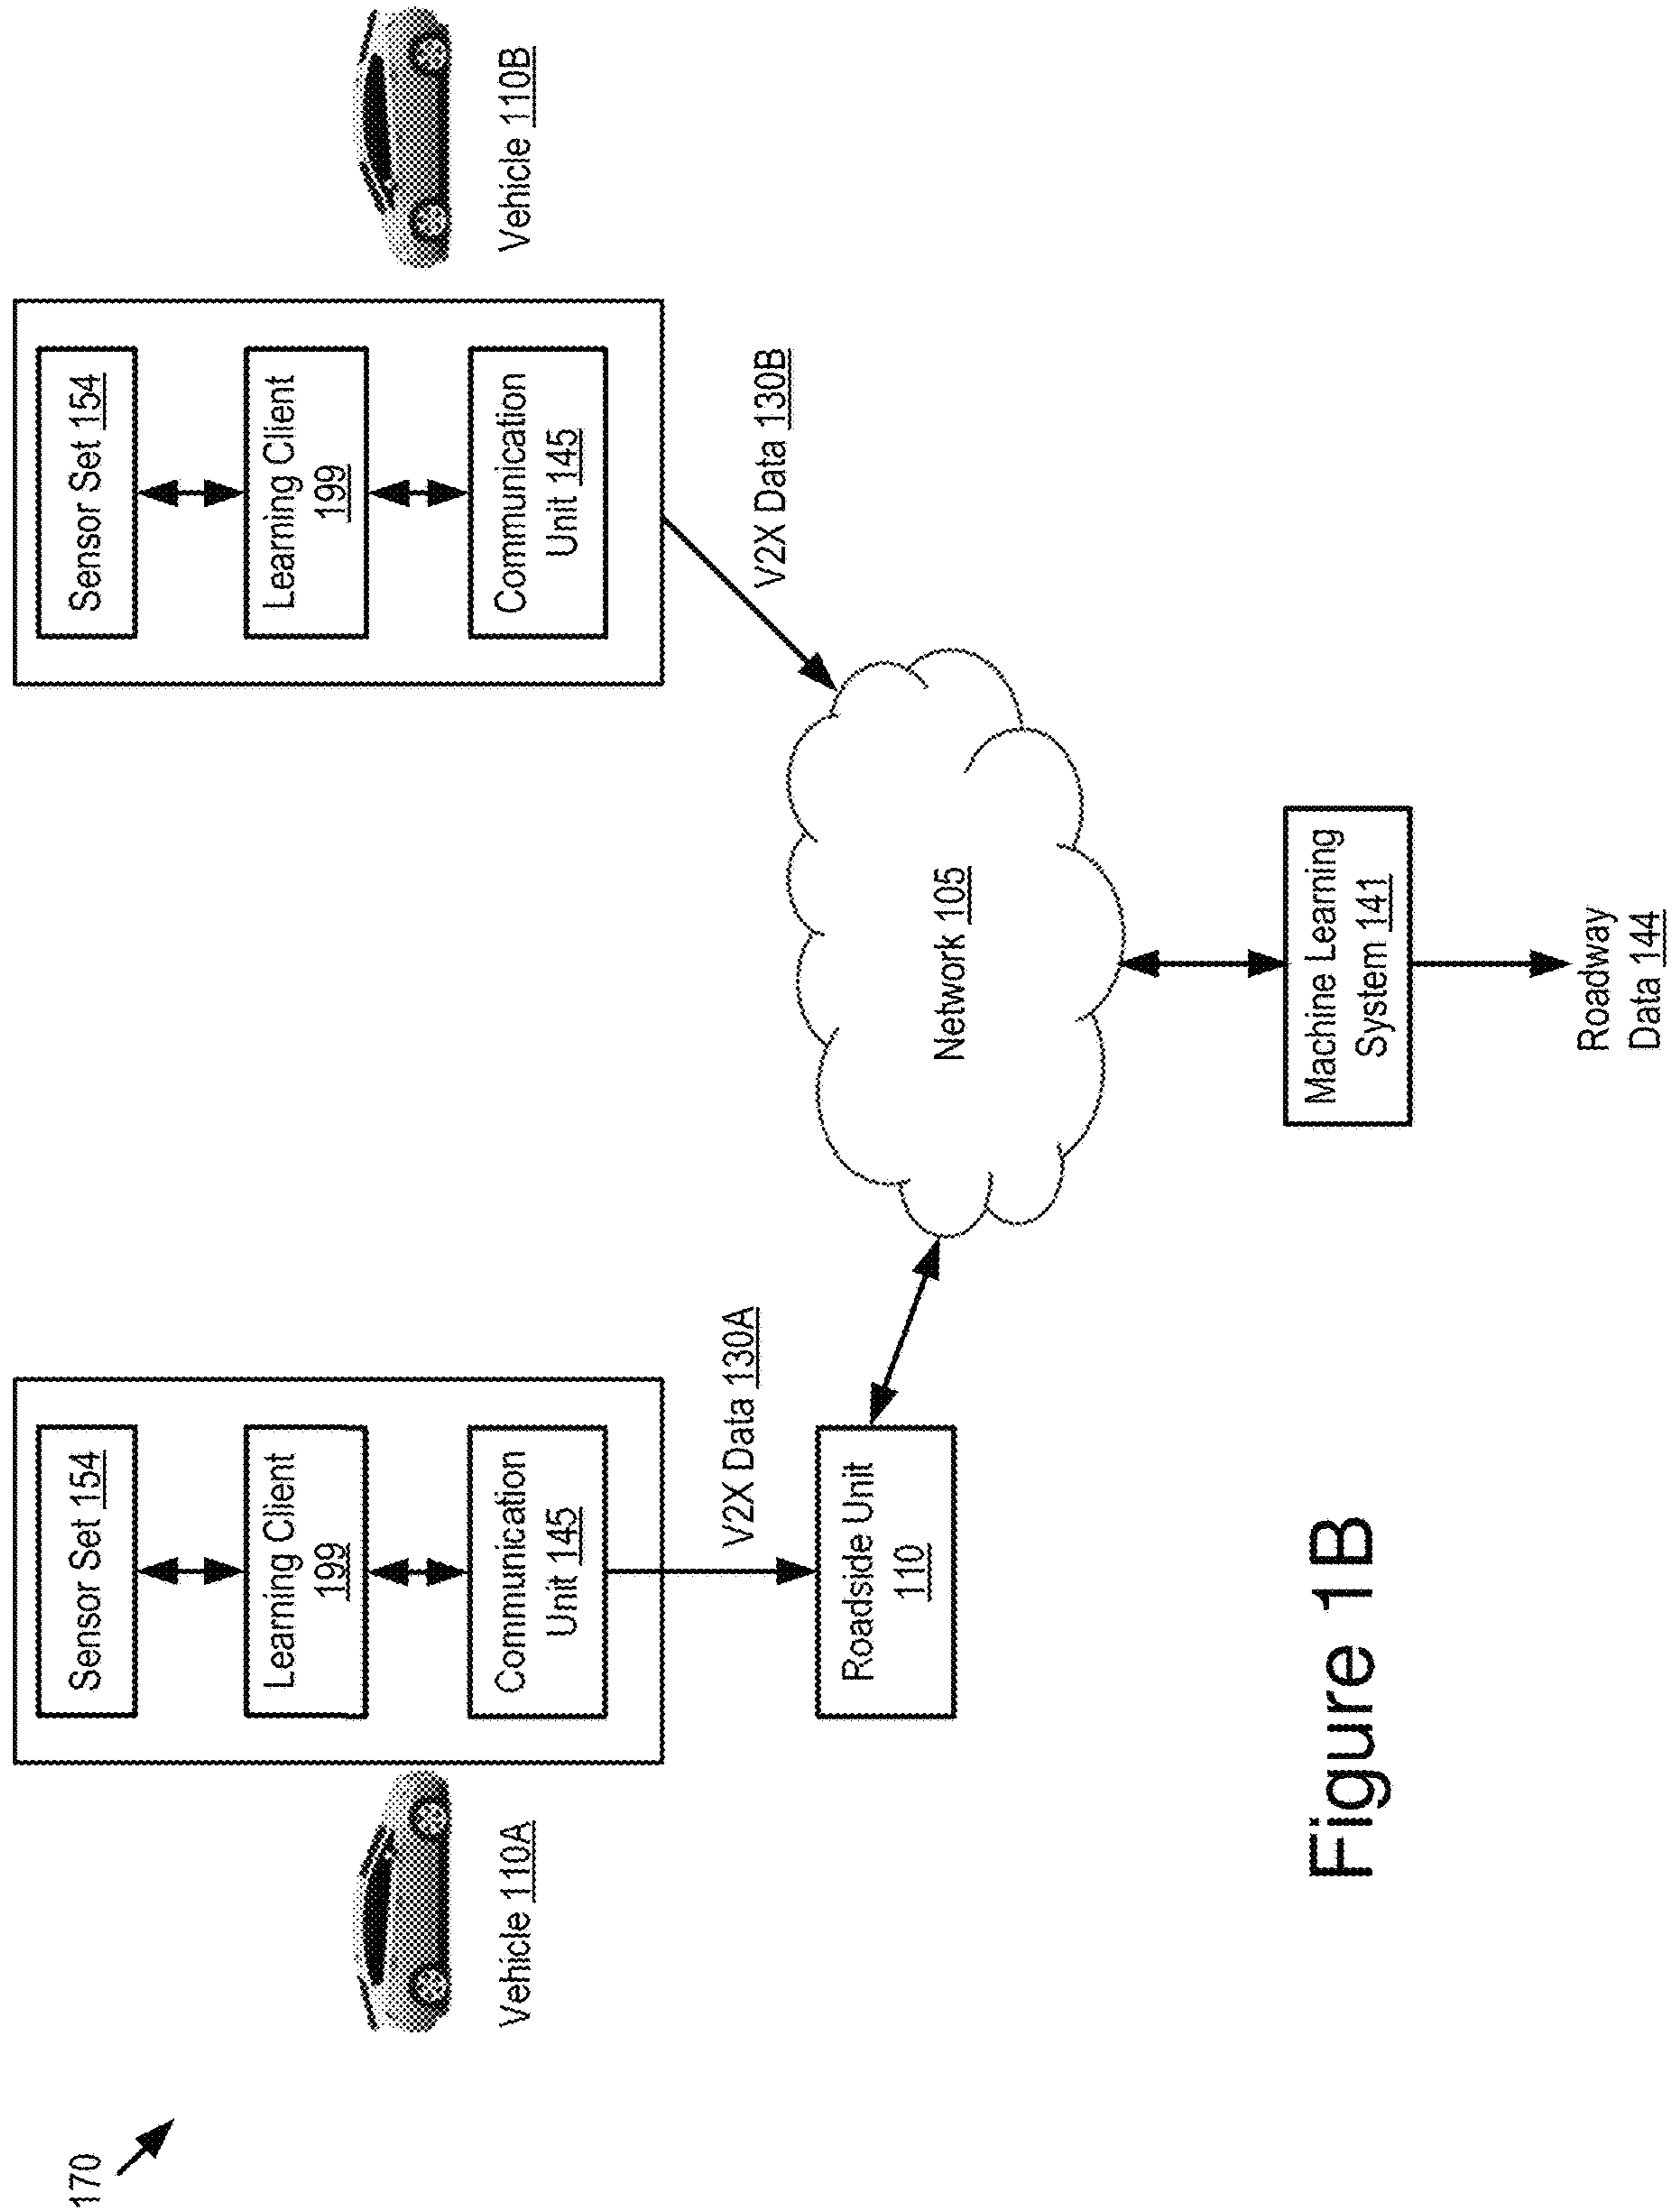 170
Vehicle 110A
Sensor Set 154
Learning Client
199
Communication
Unit 145
V2X Data 130A
Roadside Unit
110
Sensor Set 154
Learning Client
199
Communication
Unit 145
Vehicle 110B
V2X Data 130B
Network 105
Machine Learning
System 141
Roadway
Data 144
Figure 1B